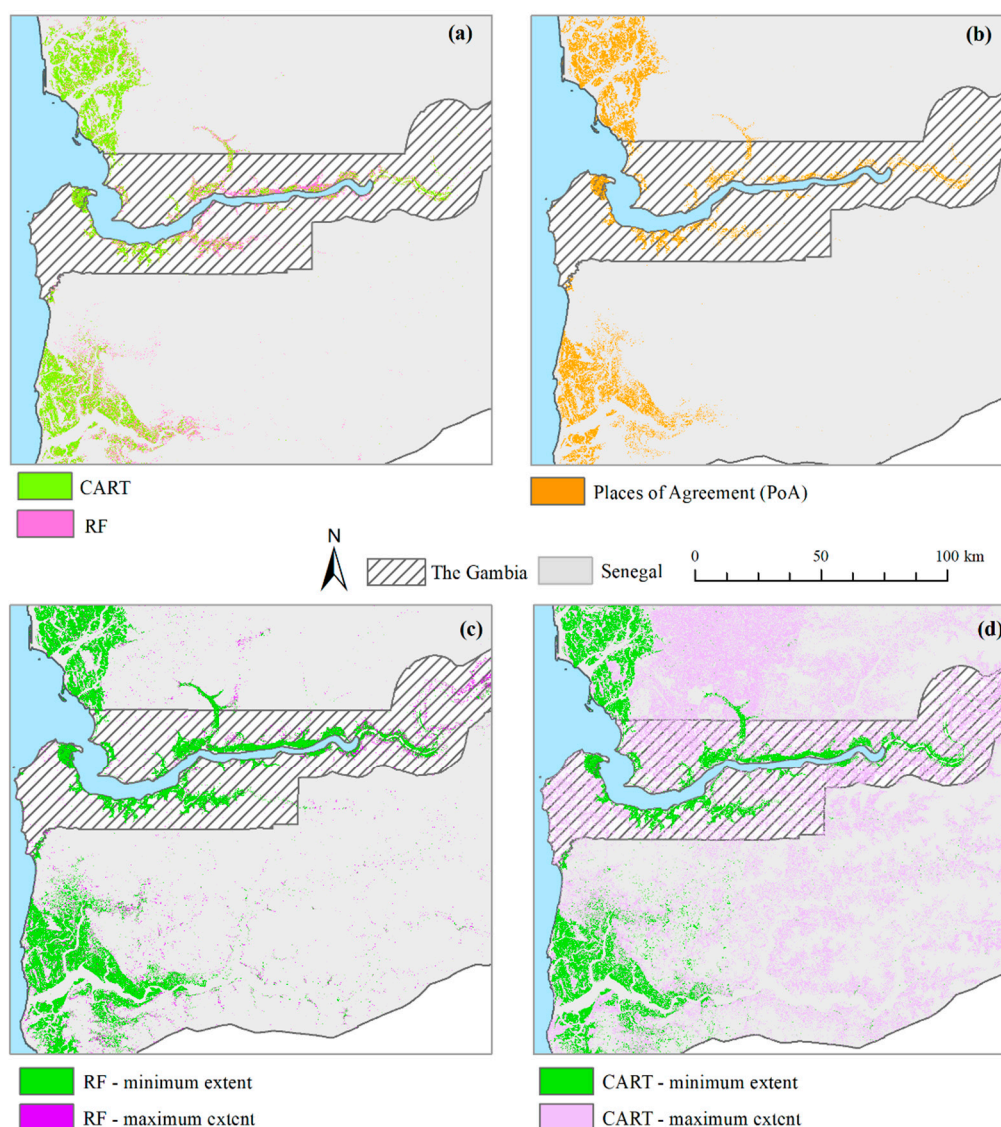 (a)
(b)
CART
RF
Places of Agreement (PoA)
N
The Gambia
Senegal
0 50 100 km
(c)
(d)
RF - minimum extent
RF - maximum extent
CART - minimum extent
CART - maximum extent